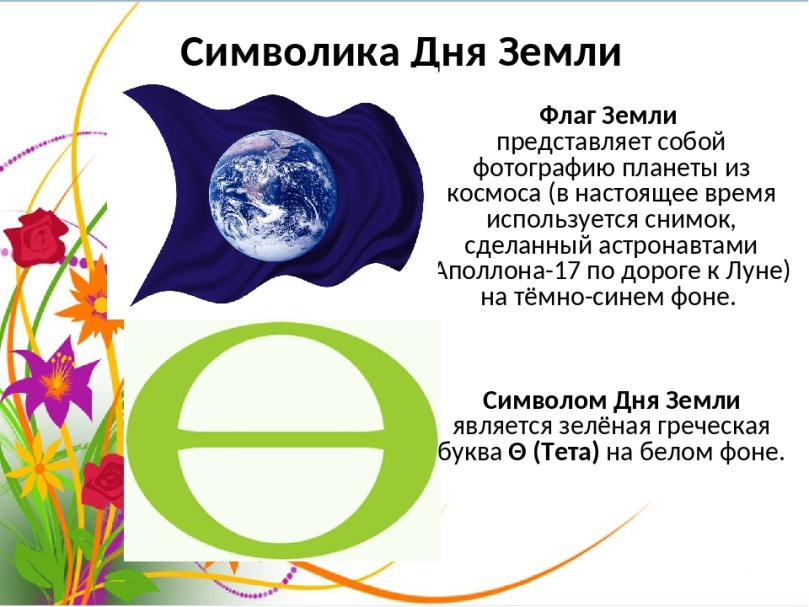 Символика Дня Земли
Флаг Земли
представляет собой
фотографию планеты из
космоса (в настоящее время
используется снимок,
сделанный астронавтами
Аполлона-17 по дороге к Луне)
на тёмно-синем фоне.
Символом Дня Земли
является зелёная греческая
буква Θ (Тета) на белом фоне.